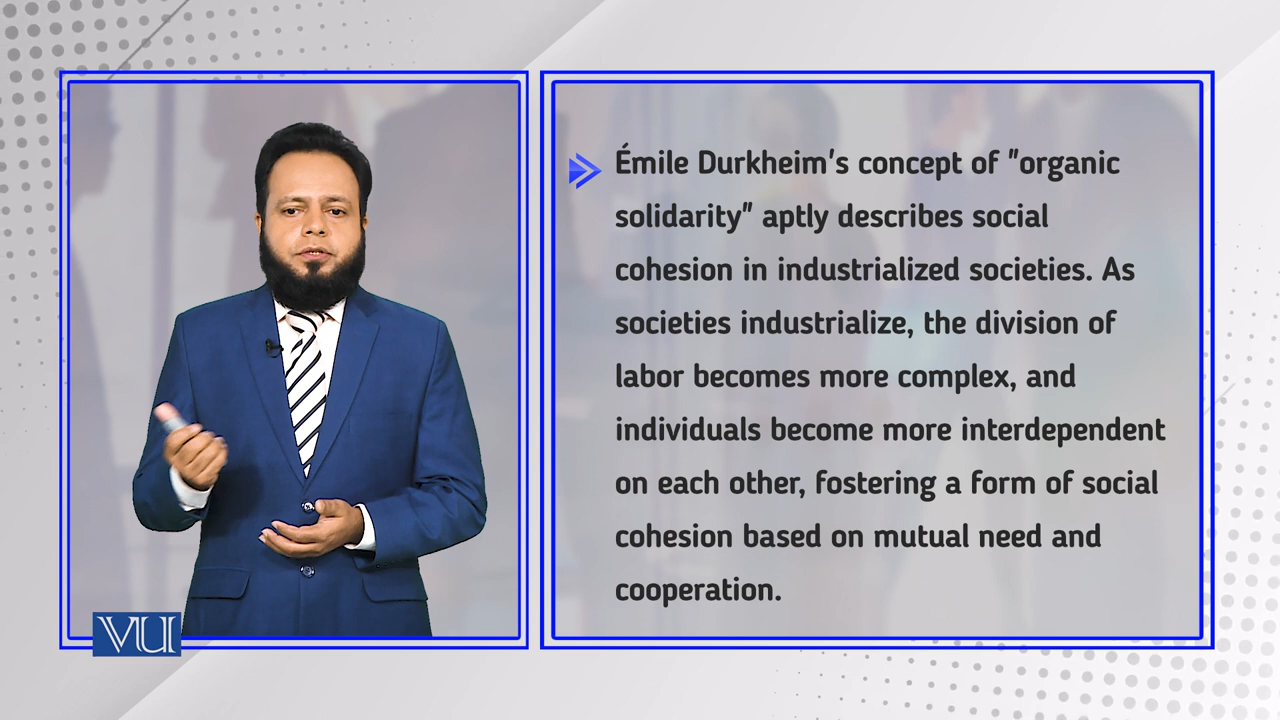 Émile Durkheim's concept of "organic
solidarity" aptly describes social
cohesion in industrialized societies. As
societies industrialize, the division of
labor becomes more complex, and
individuals become more interdependent
on each other, fostering a form of social
cohesion based on mutual need and
cooperation.
VU